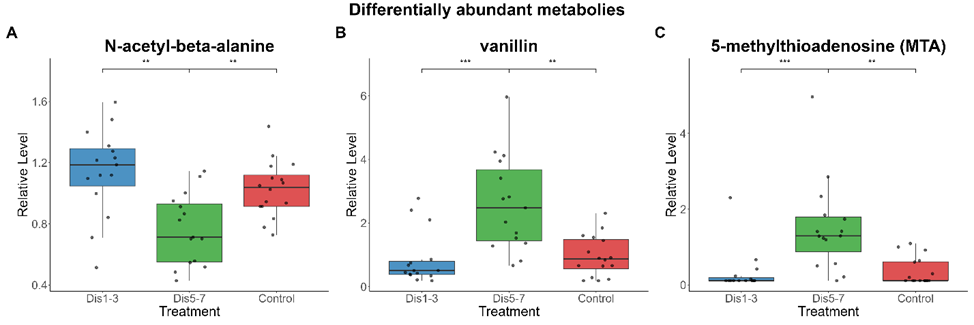 Differentially abundant metabolies
A
N-acetyl-beta-alanine
** **
Relative Level
1.6
1.2
0.8
0.4
Dis1-3 Dis5-7 Control
Treatment
B
vanillin
*** **
Relative Level
6
4
2
0
Dis1-3 Dis5-7 Control
Treatment
C
5-methylthioadenosine (MTA)
*** **
Relative Level
4
2
0
Dis1-3 Dis5-7 Control
Treatment